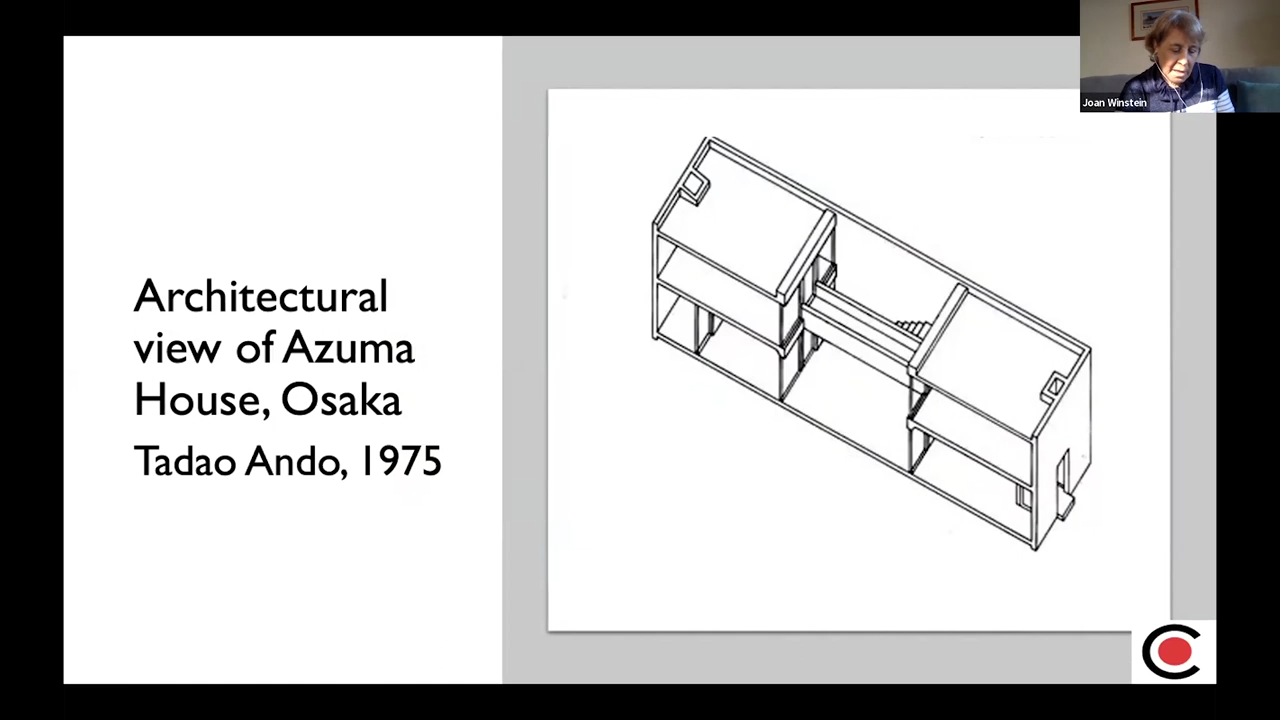 Joan Winstein
Architectural
view of Azuma
House, Osaka
Tadao Ando, 1975